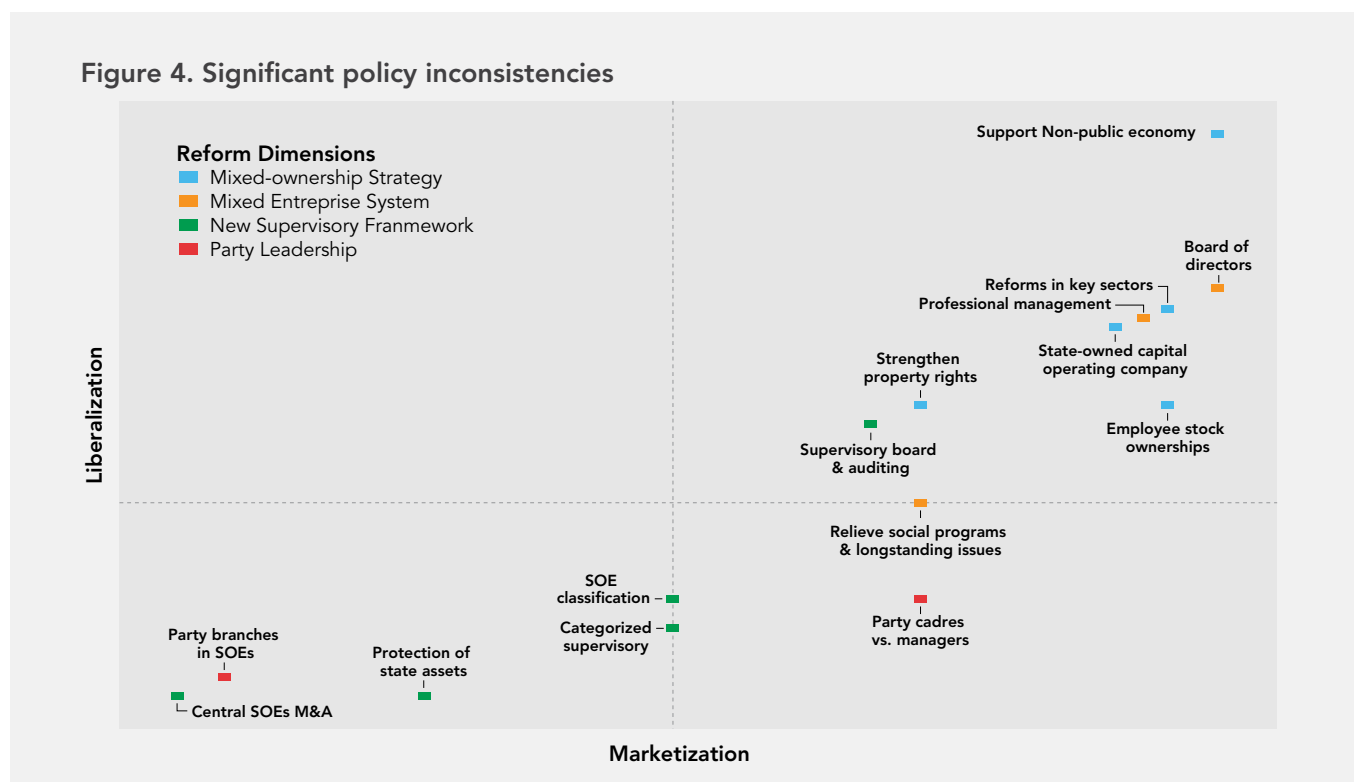 Figure 4. Significant policy inconsistencies
Reform Dimensions
Mixed-ownership Strategy
Mixed Entreprise System
New Supervisory Franmework
Party Leadership
Support Non-public economy
Board of
directors
Reforms in key sectors
Professional management
State-owned capital
operating company
Strengthen
property rights
Employee stock
ownerships
Supervisory board
& auditing
Liberalization
Relieve social programs
& longstanding issues
SOE
classification
Categorized
supervisory
Party cadres
vs. managers
Party branches
in SOEs
Protection of
state assets
Central SOEs M&A
Marketization